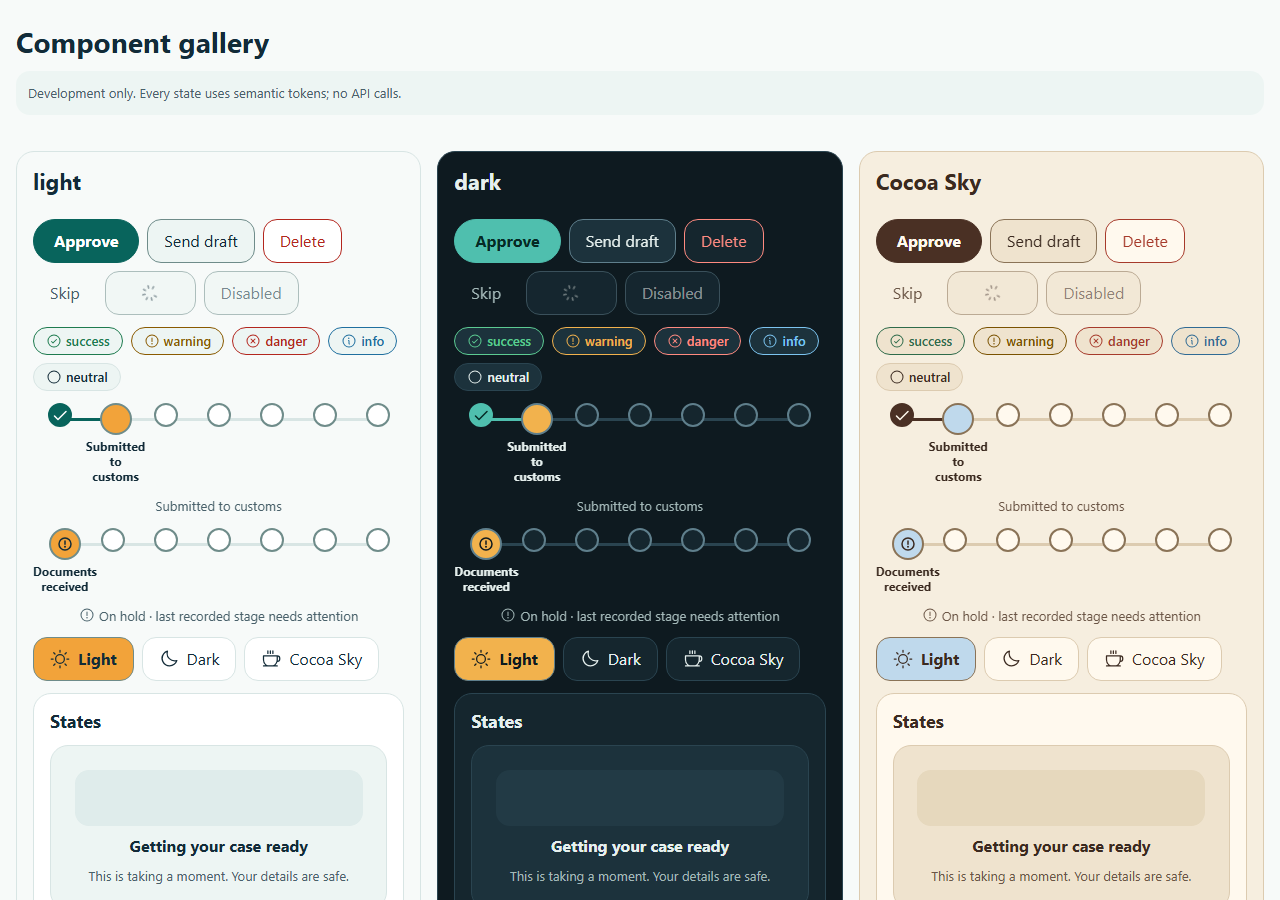 Component gallery
Development only. Every state uses semantic tokens; no API calls.
light
Approve
Send draft
Delete
Skip
Disabled
success
warning
danger
info
neutral
Submitted
to
customs
Submitted to customs
Documents
received
On hold · last recorded stage needs attention
Light
Dark
Cocoa Sky
States
Getting your case ready
This is taking a moment. Your details are safe.
dark
Approve
Send draft
Delete
Skip
Disabled
success
warning
danger
info
neutral
Submitted
to
customs
Submitted to customs
Documents
received
On hold · last recorded stage needs attention
Light
Dark
Cocoa Sky
States
Getting your case ready
This is taking a moment. Your details are safe.
Cocoa Sky
Approve
Send draft
Delete
Skip
Disabled
success
warning
danger
info
neutral
Submitted
to
customs
Submitted to customs
Documents
received
On hold · last recorded stage needs attention
Light
Dark
Cocoa Sky
States
Getting your case ready
This is taking a moment. Your details are safe.